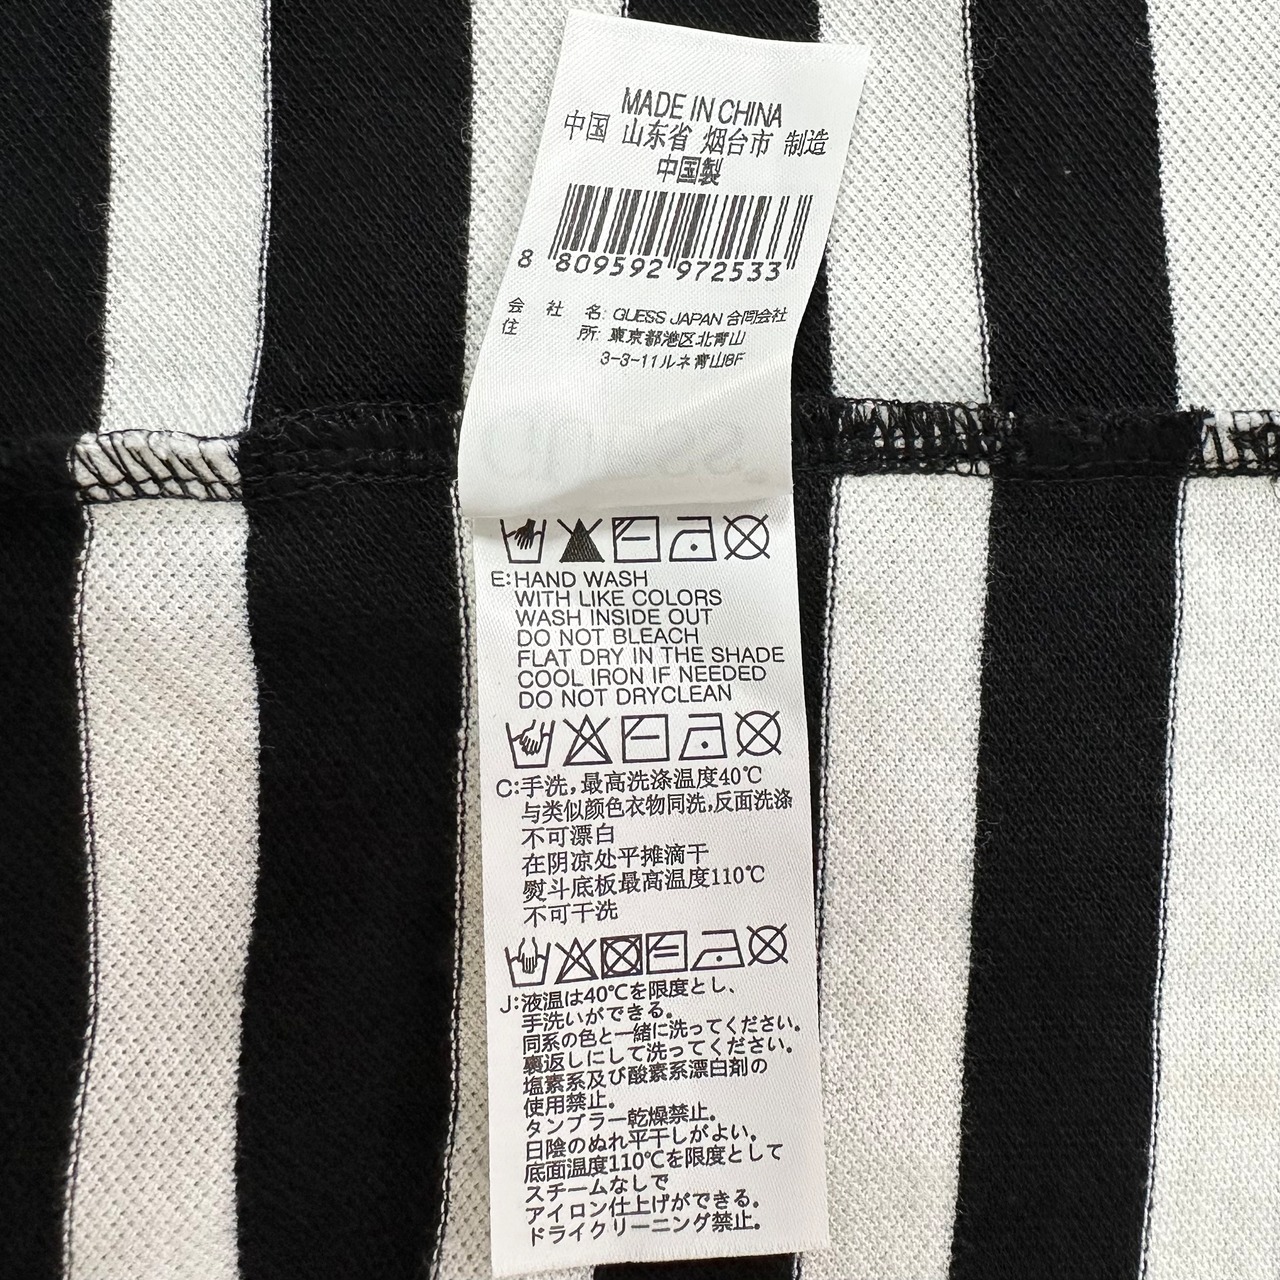 MADE IN CHINA
中国 山东省 烟台市 制造
中国製
8 809592 972533
会 社 名: GUESS JAPAN 合同会社
住 所: 東京都港区北青山
3-3-11ルネ青山8F
E:HAND WASH
WITH LIKE COLORS
WASH INSIDE OUT
DO NOT BLEACH
FLAT DRY IN THE SHADE
COOL IRON IF NEEDED
DO NOT DRYCLEAN
C:手洗,最高洗涤温度40℃
与类似颜色衣物同洗,反面洗涤
不可漂白
在阴凉处平摊滴干
熨斗底板最高温度110℃
不可干洗
J:液温は40℃を限度とし、
手洗いができる。
同系の色と一緒に洗ってください。
裏返しにして洗ってください。
塩素系及び酸素系漂白剤の
使用禁止。
タンブラー乾燥禁止。
日陰のぬれ平干しがよい。
底面温度110℃を限度として
スチームなしで
アイロン仕上げができる。
ドライクリーニング禁止。